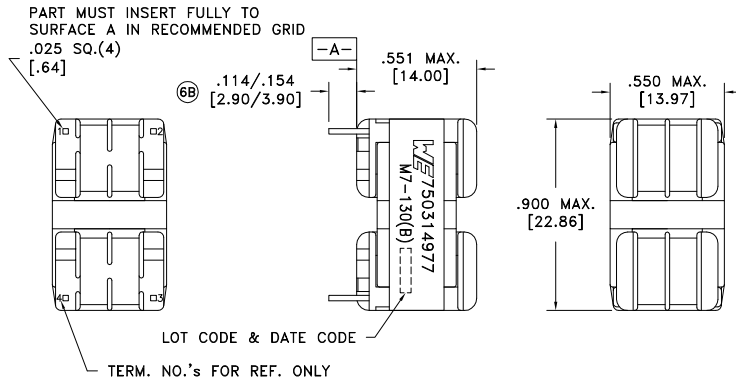 PART MUST INSERT FULLY TO
SURFACE A IN RECOMMENDED GRID
.025 SQ.(4)
[.64]
-A-
.551 MAX.
[14.00]
6B
.114/.154
[2.90/3.90]
.550 MAX.
[13.97]
1
2
WE 750314977
M7-130(B)
.900 MAX.
[22.86]
4
3
LOT CODE & DATE CODE
TERM. NO.'s FOR REF. ONLY